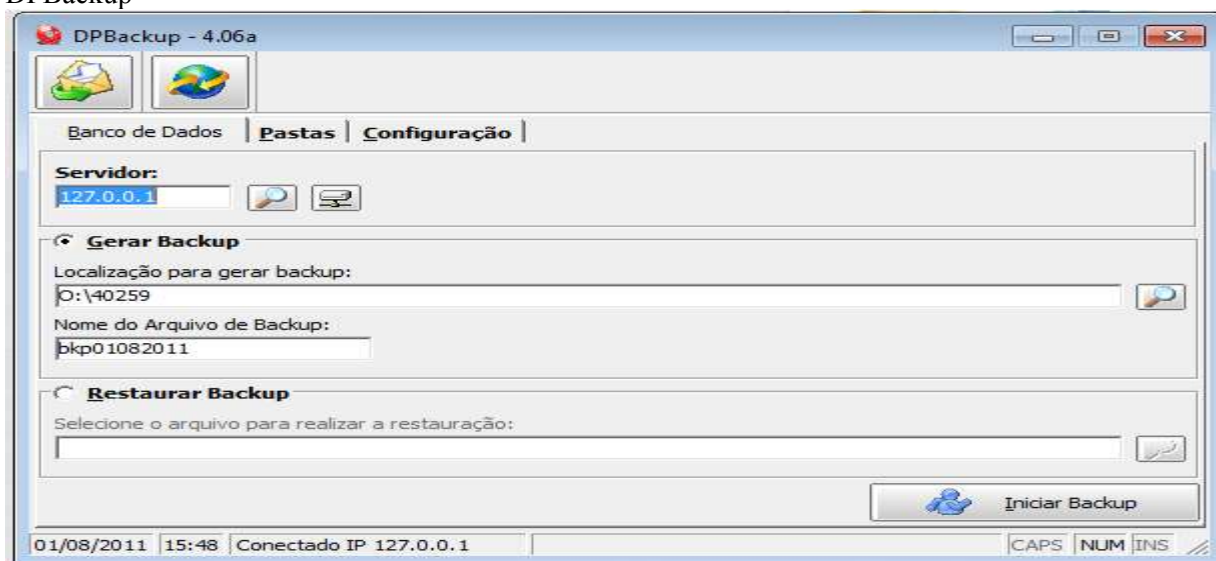 DPBackup - 4.06a
Banco de Dados Pastas Configuração
Servidor:
127.0.0.1
Gerar Backup
Localização para gerar backup:
O:\40259
Nome do Arquivo de Backup:
bkp01082011
Restaurar Backup
Selecione o arquivo para realizar a restauração:
Iniciar Backup
01/08/2011 15:48 Conectado IP 127.0.0.1 CAPS NUM INS